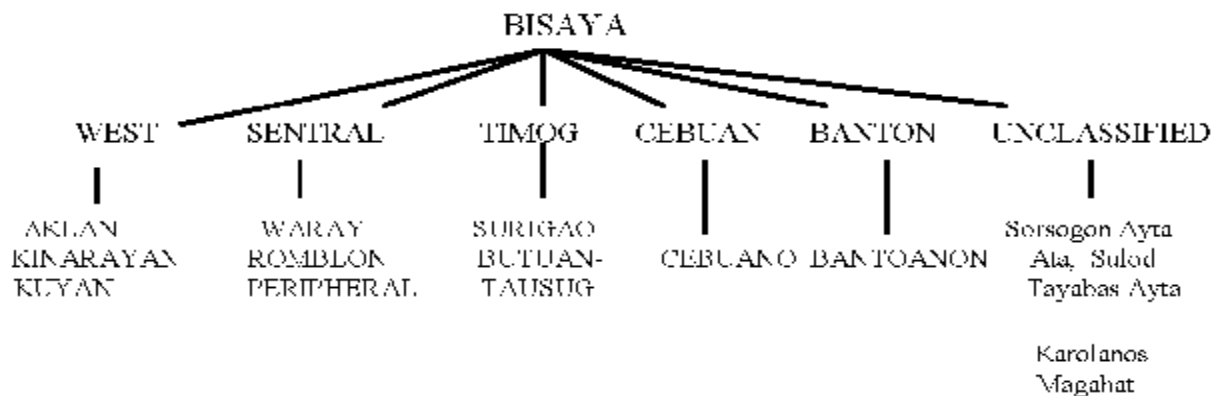 BISAYA
WEST SENTRAL TIMOG CEBUAN BANTON UNCLASSIFIED
AKLAN
KINARAYAN
KUYAN
WARAY
ROMBLON
PERIPHERAL
SURIGAO
BUTUAN-
TAUSUG
CEBUANO
BANTOANON
Sorsogon Ayta
Ata, Sulod
Tayabas Ayta
Karolanos
Magahat